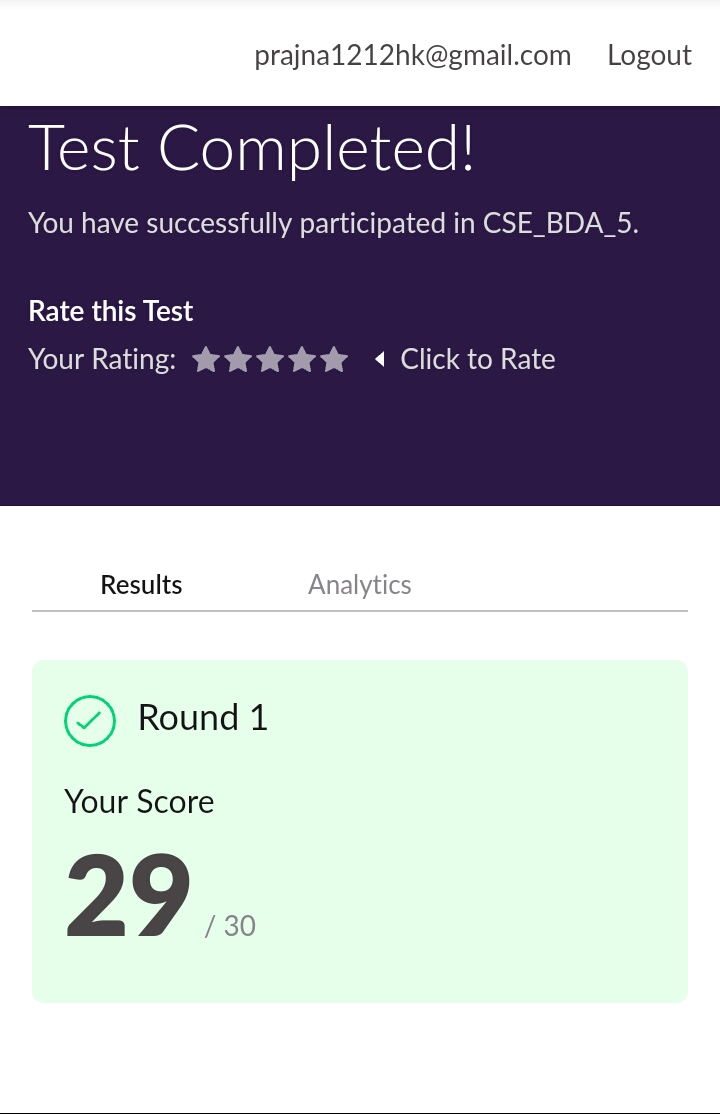 prajna1212hk@gmail.com Logout
Test Completed!
You have successfully participated in CSE_BDA_5.
Rate this Test
Your Rating: Click to Rate
Results Analytics
Round 1
Your Score
29 / 30